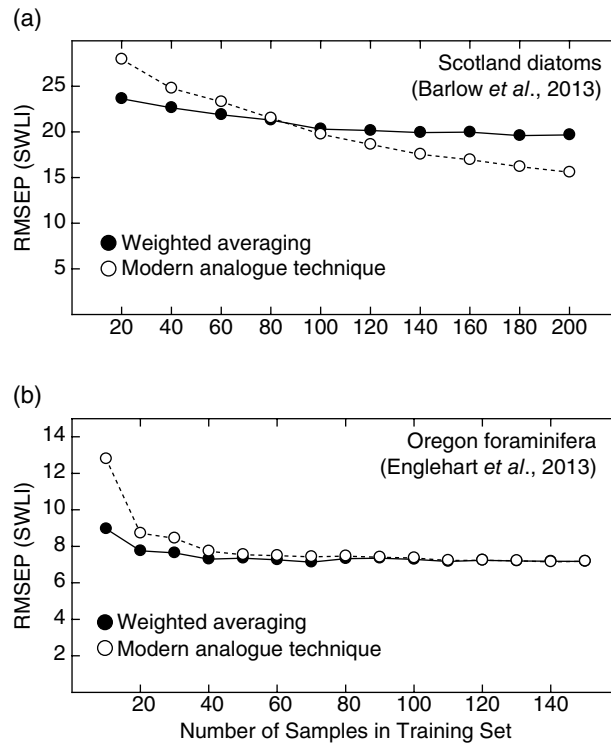 (a)
Scotland diatoms
(Barlow et al., 2013)
25
20
15
10
5
RMSEP (SWLI)
Weighted averaging
Modern analogue technique
20 40 60 80 100 120 140 160 180 200
(b)
Oregon foraminifera
(Englehart et al., 2013)
14
12
10
8
6
4
2
RMSEP (SWLI)
Weighted averaging
Modern analogue technique
20 40 60 80 100 120 140
Number of Samples in Training Set